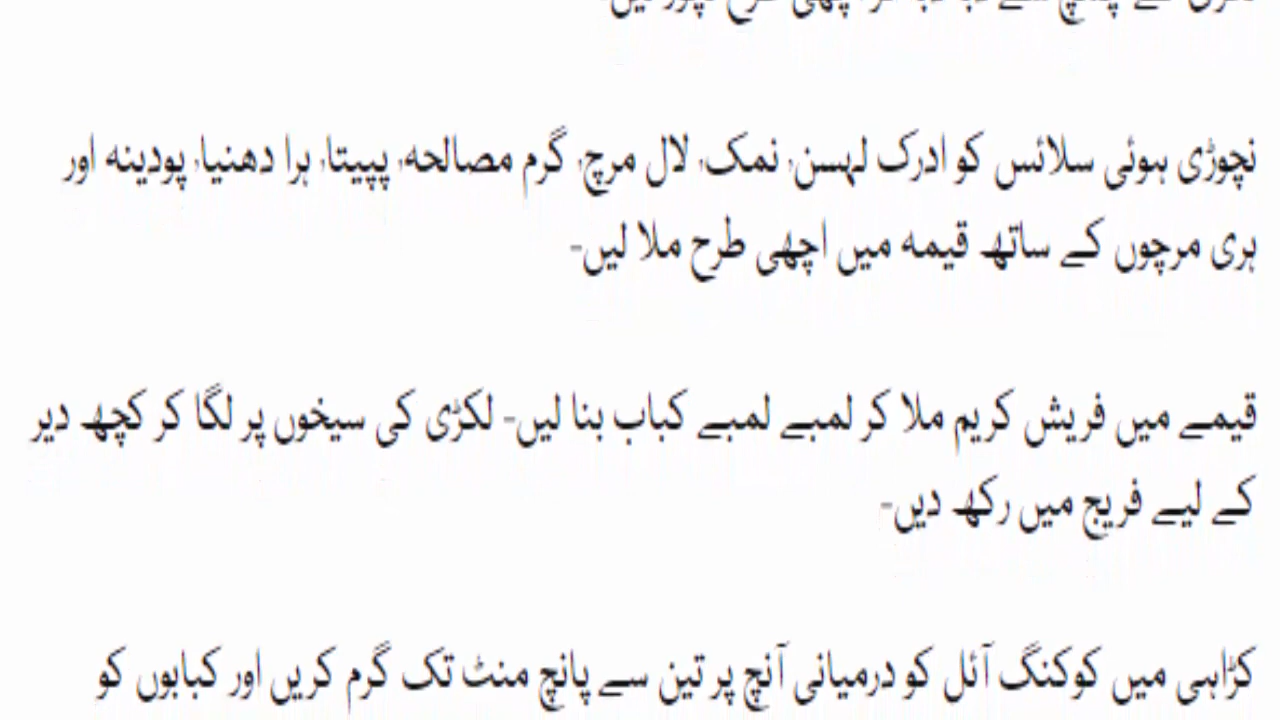 نچوڑی ہوئی سلائس کو ادرک لہسن، نمک، لال مرچ، گرم مصالحہ، پپیتا، ہرا دھنیا، پودینہ اور
ہری مرچوں کے ساتھ قیمہ میں اچھی طرح ملا لیں-
قیمے میں فریش کریم ملا کر لمبے لمبے کباب بنا لیں- لکڑی کی سیخوں پر لگا کر کچھ دیر
کے لیے فریج میں رکھ دیں-
کڑاہی میں کوکنگ آئل کو درمیانی آنچ پر تین سے پانچ منٹ تک گرم کریں اور کبابوں کو